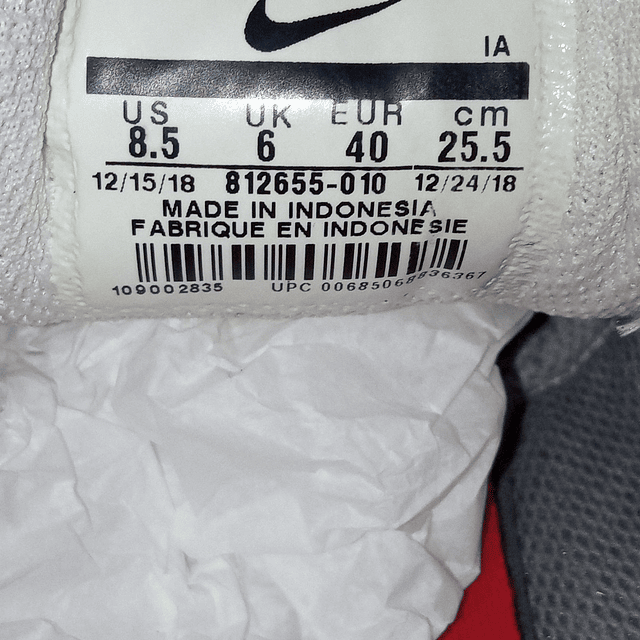 IA
US UK EUR cm
8.5 6 40 25.5
12/15/18 812655-010 12/24/18
MADE IN INDONESIA
FABRIQUE EN INDONESIE
109002835 UPC 00685068836367